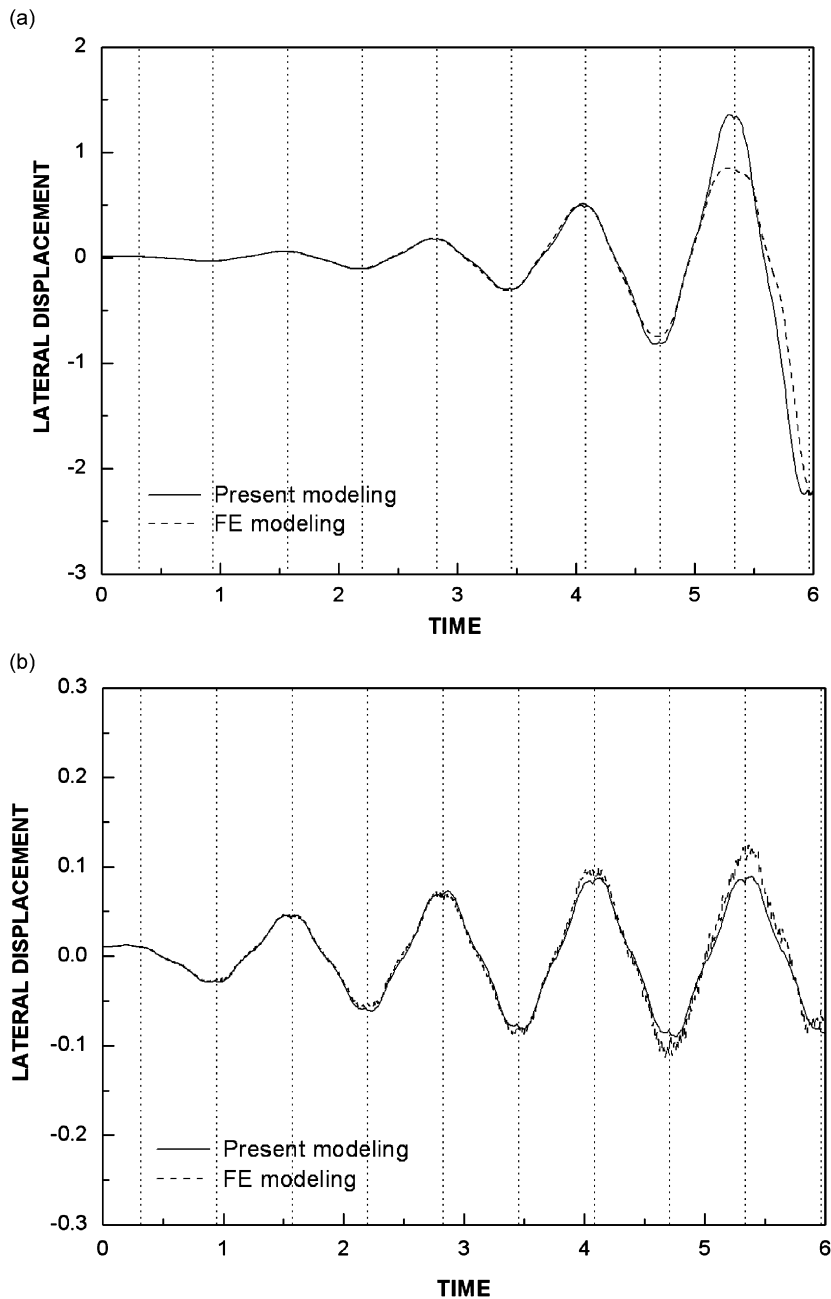 (a)
2
1
0
-1
-2
-3
LATERAL DISPLACEMENT
Present modeling
FE modeling
0 1 2 3 4 5 6
TIME
(b)
0.3
0.2
0.1
0.0
-0.1
-0.2
-0.3
LATERAL DISPLACEMENT
Present modeling
FE modeling
0 1 2 3 4 5 6
TIME